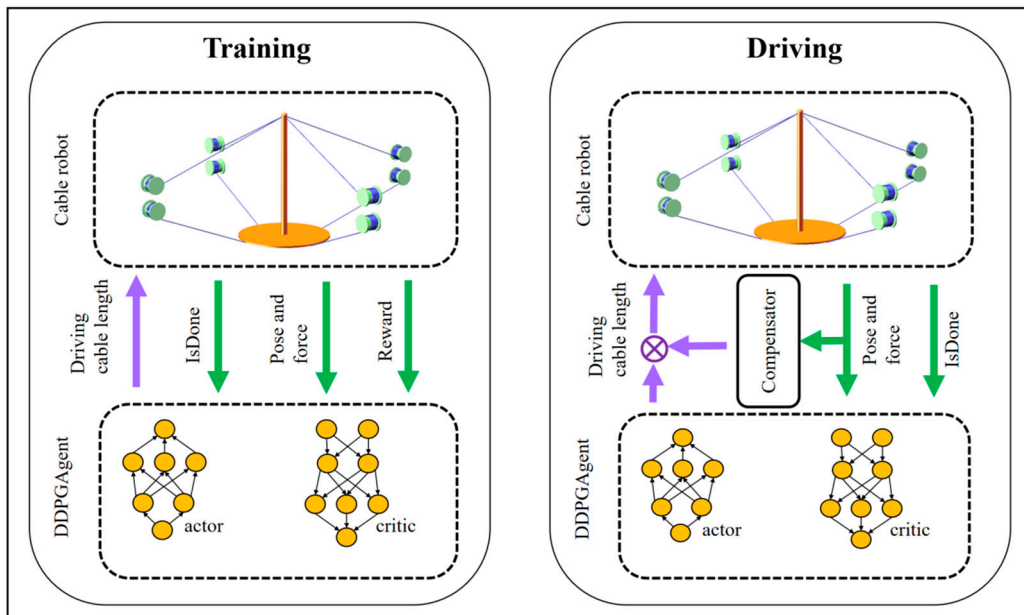 Training
Cable robot
Driving
cable length
IsDone
Pose and
force
Reward
DDPGAgent
actor
critic
Driving
Cable robot
Driving
cable length
Compensator
Pose and
force
IsDone
DDPGAgent
actor
critic